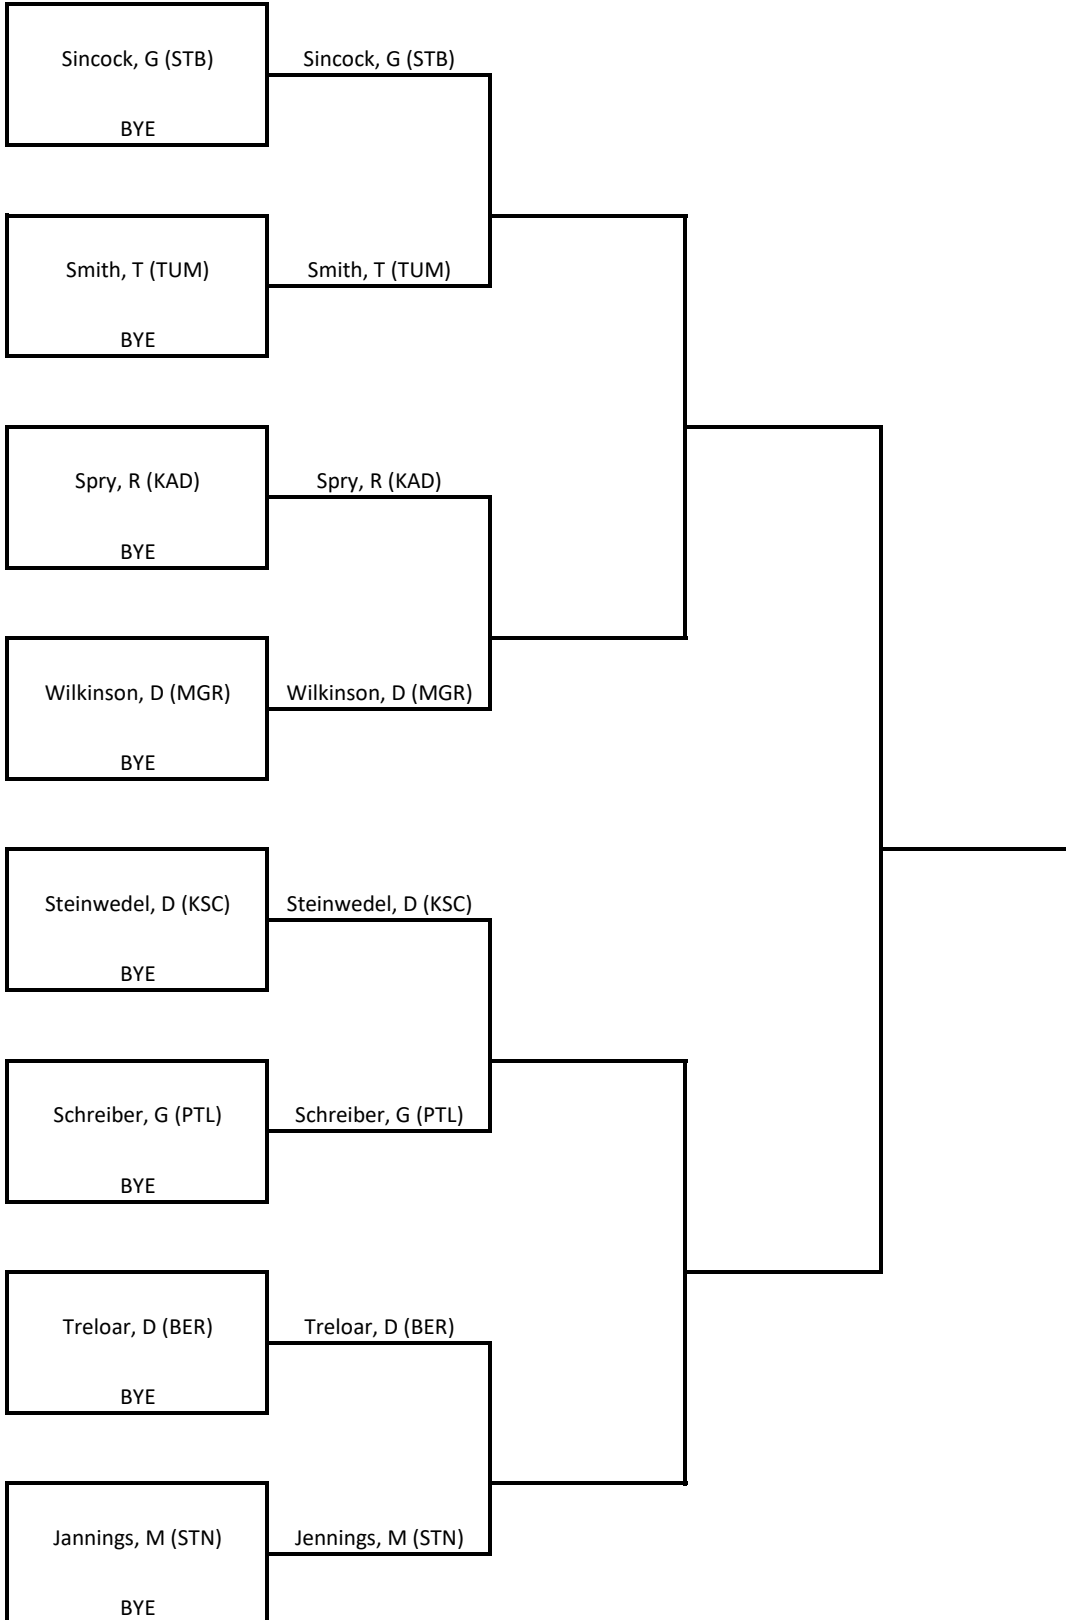 Sincock, G (STB)
Sincock, G (STB)
BYE
Smith, T (TUM)
Smith, T (TUM)
BYE
Spry, R (KAD)
Spry, R (KAD)
BYE
Wilkinson, D (MGR)
Wilkinson, D (MGR)
BYE
Steinwedel, D (KSC)
Steinwedel, D (KSC)
BYE
Schreiber, G (PTL)
Schreiber, G (PTL)
BYE
Treloar, D (BER)
Treloar, D (BER)
BYE
Jannings, M (STN)
Jennings, M (STN)
BYE